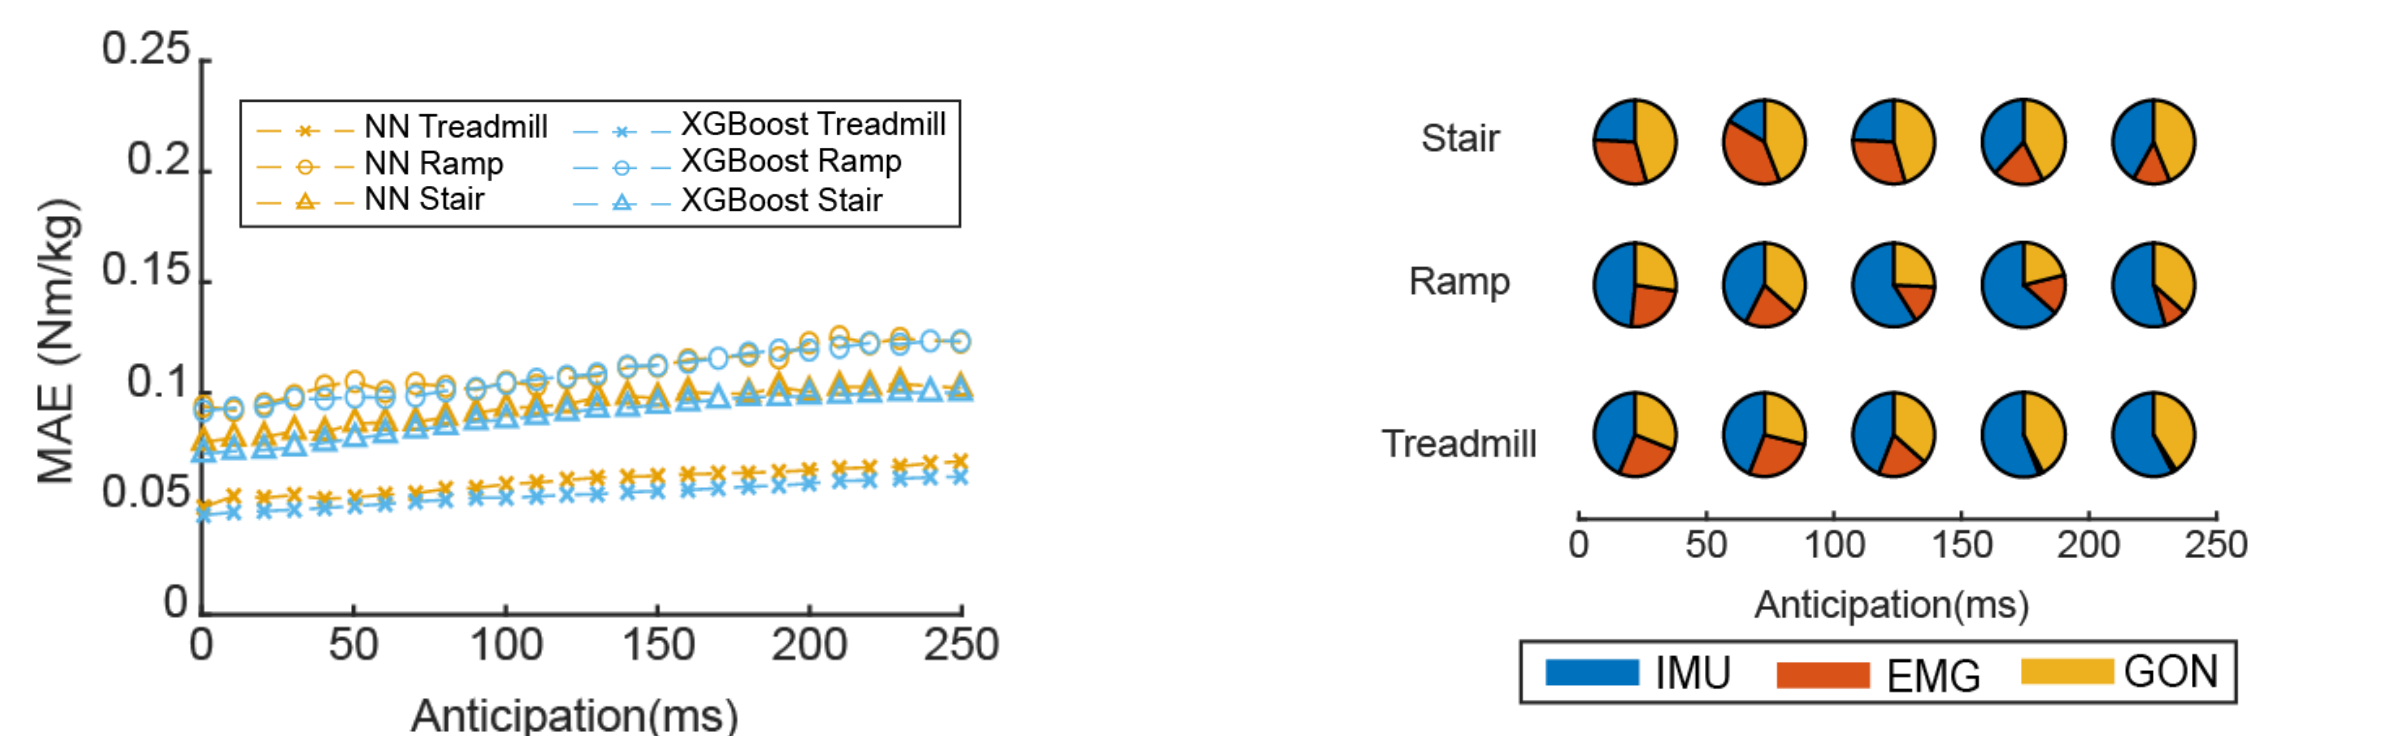 0.25
0.2
0.15
0.1
0.05
0
MAE (Nm/kg)
NN Treadmill
NN Ramp
NN Stair
XGBoost Treadmill
XGBoost Ramp
XGBoost Stair
0 50 100 150 200 250
Anticipation(ms)
Stair
Ramp
Treadmill
0 50 100 150 200 250
Anticipation(ms)
IMU EMG GON